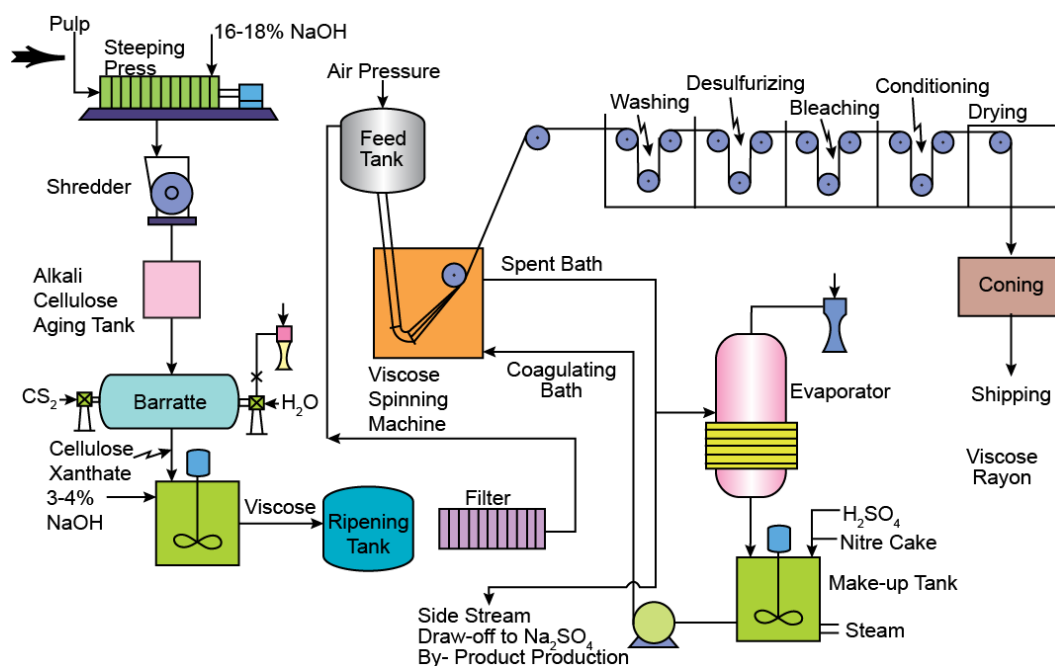 Pulp
16-18% NaOH
Steeping
Press
Air Pressure
Feed
Tank
Washing
Desulfurizing
Bleaching
Conditioning
Drying
Shredder
Alkali
Cellulose
Aging Tank
Spent Bath
Coning
CS₂
Barratte
H₂O
Viscose
Spinning
Machine
Coagulating
Bath
Evaporator
Shipping
Cellulose
Xanthate
3-4%
NaOH
Viscose
Ripening
Tank
Filter
Viscose
Rayon
H₂SO₄
Nitre Cake
Make-up Tank
Steam
Side Stream
Draw-off to Na₂SO₄
By- Product Production